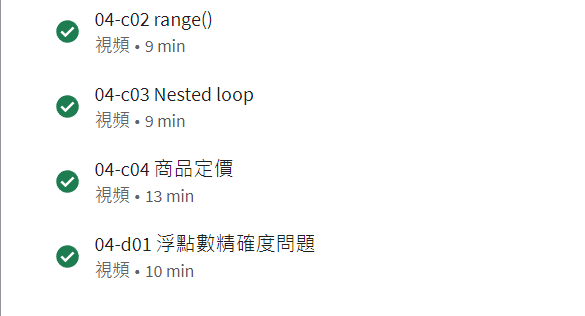 04-c02 range()
視頻 • 9 min
04-c03 Nested loop
視頻 • 9 min
04-c04 商品定價
視頻 • 13 min
04-d01 浮點數精確度問題
視頻 • 10 min